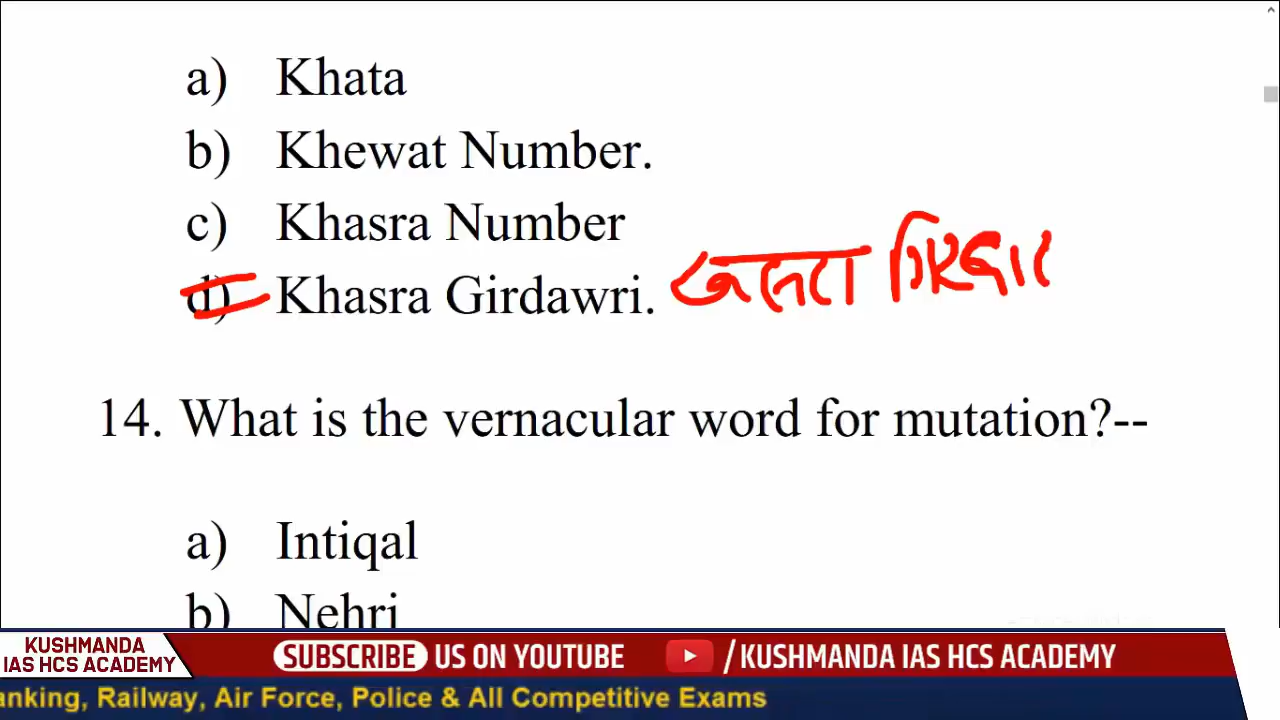 a) Khata
b) Khewat Number.
c) Khasra Number
d) Khasra Girdawri. खसरा
14. What is the vernacular word for mutation?--
a) Intiqal
b) Nehri
KUSHMANDA
IAS HCS ACADEMY
SUBSCRIBE US ON YOUTUBE /KUSHMANDA IAS HCS ACADEMY
anking, Railway, Air Force, Police & All Competitive Exams